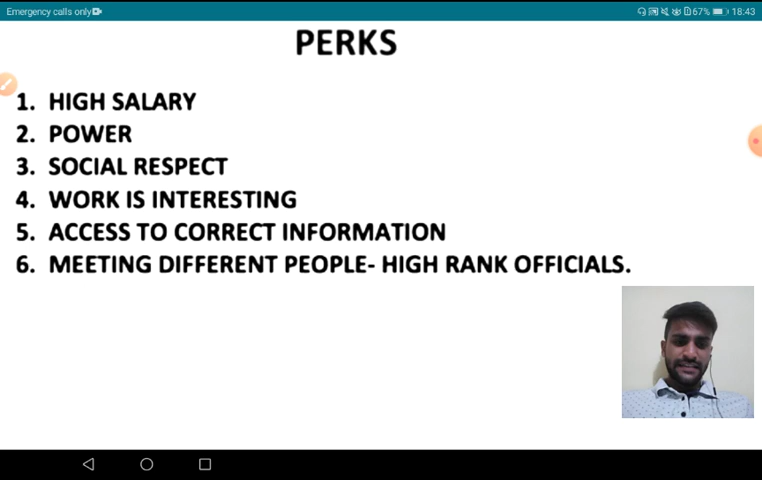 Emergency calls only
67% 18:43
PERKS
1. HIGH SALARY
2. POWER
3. SOCIAL RESPECT
4. WORK IS INTERESTING
5. ACCESS TO CORRECT INFORMATION
6. MEETING DIFFERENT PEOPLE- HIGH RANK OFFICIALS.